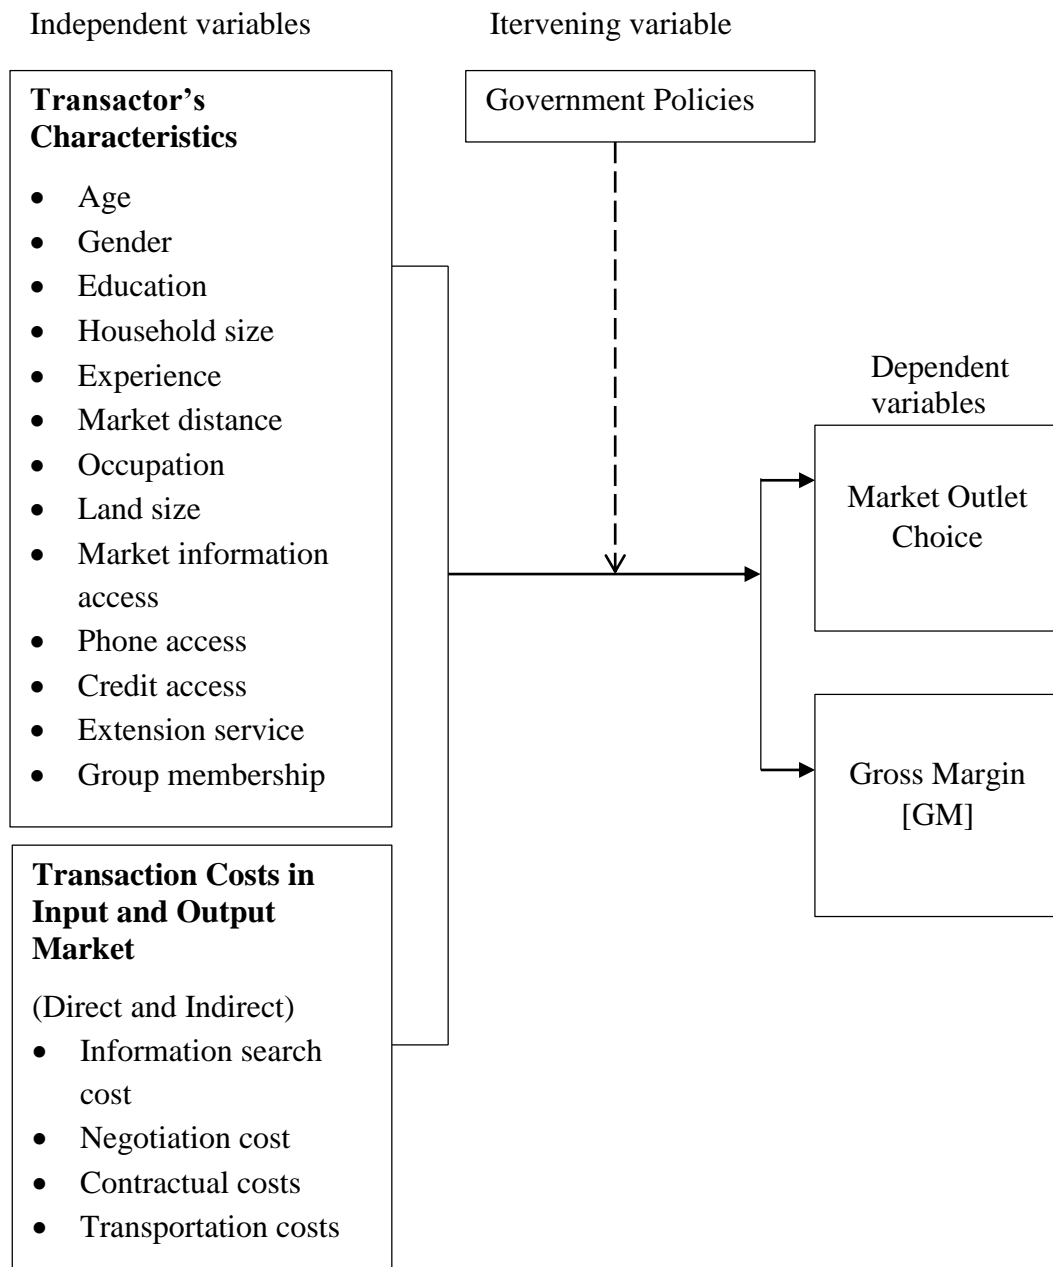 Independent variables
Itervening variable
Transactor’s
Characteristics
• Age
• Gender
• Education
• Household size
• Experience
• Market distance
• Occupation
• Land size
• Market information
access
• Phone access
• Credit access
• Extension service
• Group membership
Transaction Costs in
Input and Output
Market
(Direct and Indirect)
• Information search
cost
• Negotiation cost
• Contractual costs
• Transportation costs
Government Policies
Dependent
variables
Market Outlet
Choice
Gross Margin
[GM]